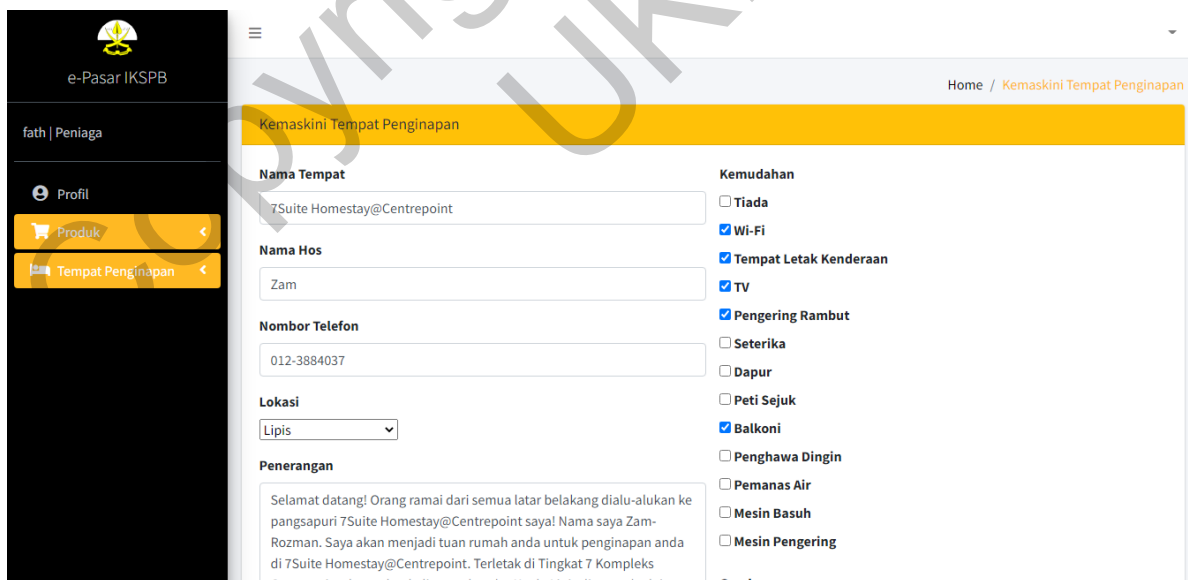 e-Pasar IKSPB
fath | Peniaga
Profil
Produk
Tempat Penginapan
Home / Kemaskini Tempat Penginapan
Kemaskini Tempat Penginapan
Nama Tempat
7Suite Homestay@Centrepoint
Nama Hos
Zam
Nombor Telefon
012-3884037
Lokasi
Lipis
Penerangan
Selamat datang! Orang ramai dari semua latar belakang dialu-alukan ke
pangsapuri 7Suite Homestay@Centrepoint saya! Nama saya Zam-
Rozman. Saya akan menjadi tuan rumah anda untuk penginapan anda
di 7Suite Homestay@Centrepoint. Terletak di Tingkat 7 Kompleks
Kemudahan
Tiada
Wi-Fi
Tempat Letak Kenderaan
TV
Pengering Rambut
Seterika
Dapur
Peti Sejuk
Balkoni
Penghawa Dingin
Pemanas Air
Mesin Basuh
Mesin Pengering